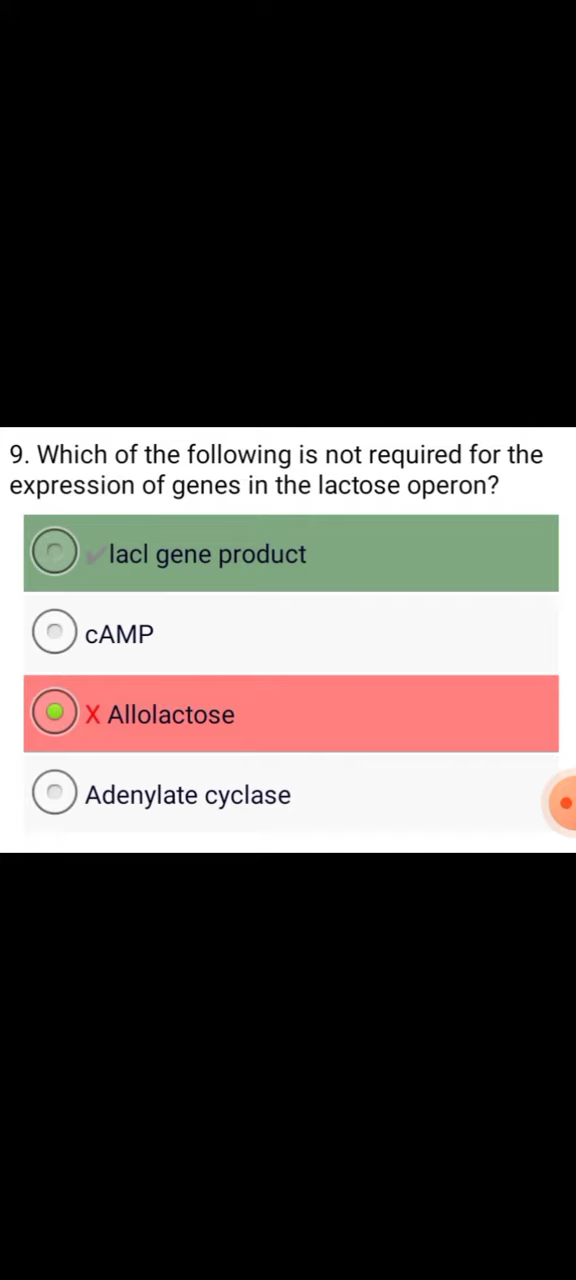 9. Which of the following is not required for the
expression of genes in the lactose operon?
✔lacl gene product
cAMP
X Allolactose
Adenylate cyclase